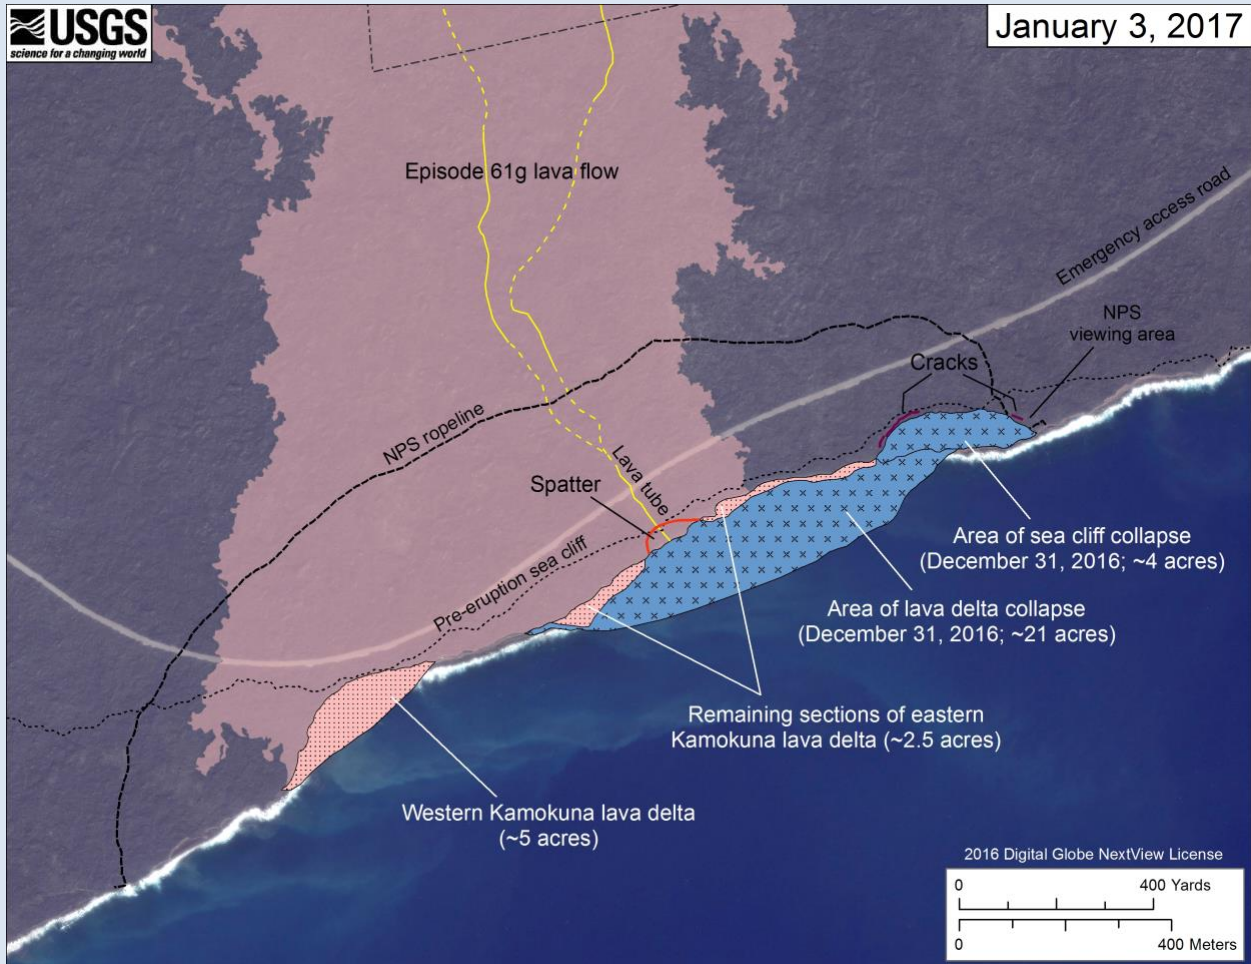 USGS
science for a changing world
January 3, 2017
Episode 61g lava flow
Emergency access road
NPS
viewing area
Cracks
NPS ropeline
Lava tube
Spatter
Pre-eruption sea cliff
Area of sea cliff collapse
(December 31, 2016; ~4 acres)
Area of lava delta collapse
(December 31, 2016; ~21 acres)
Remaining sections of eastern
Kamokuna lava delta (~2.5 acres)
Western Kamokuna lava delta
(~5 acres)
2016 Digital Globe NextView License
0 400 Yards
0 400 Meters